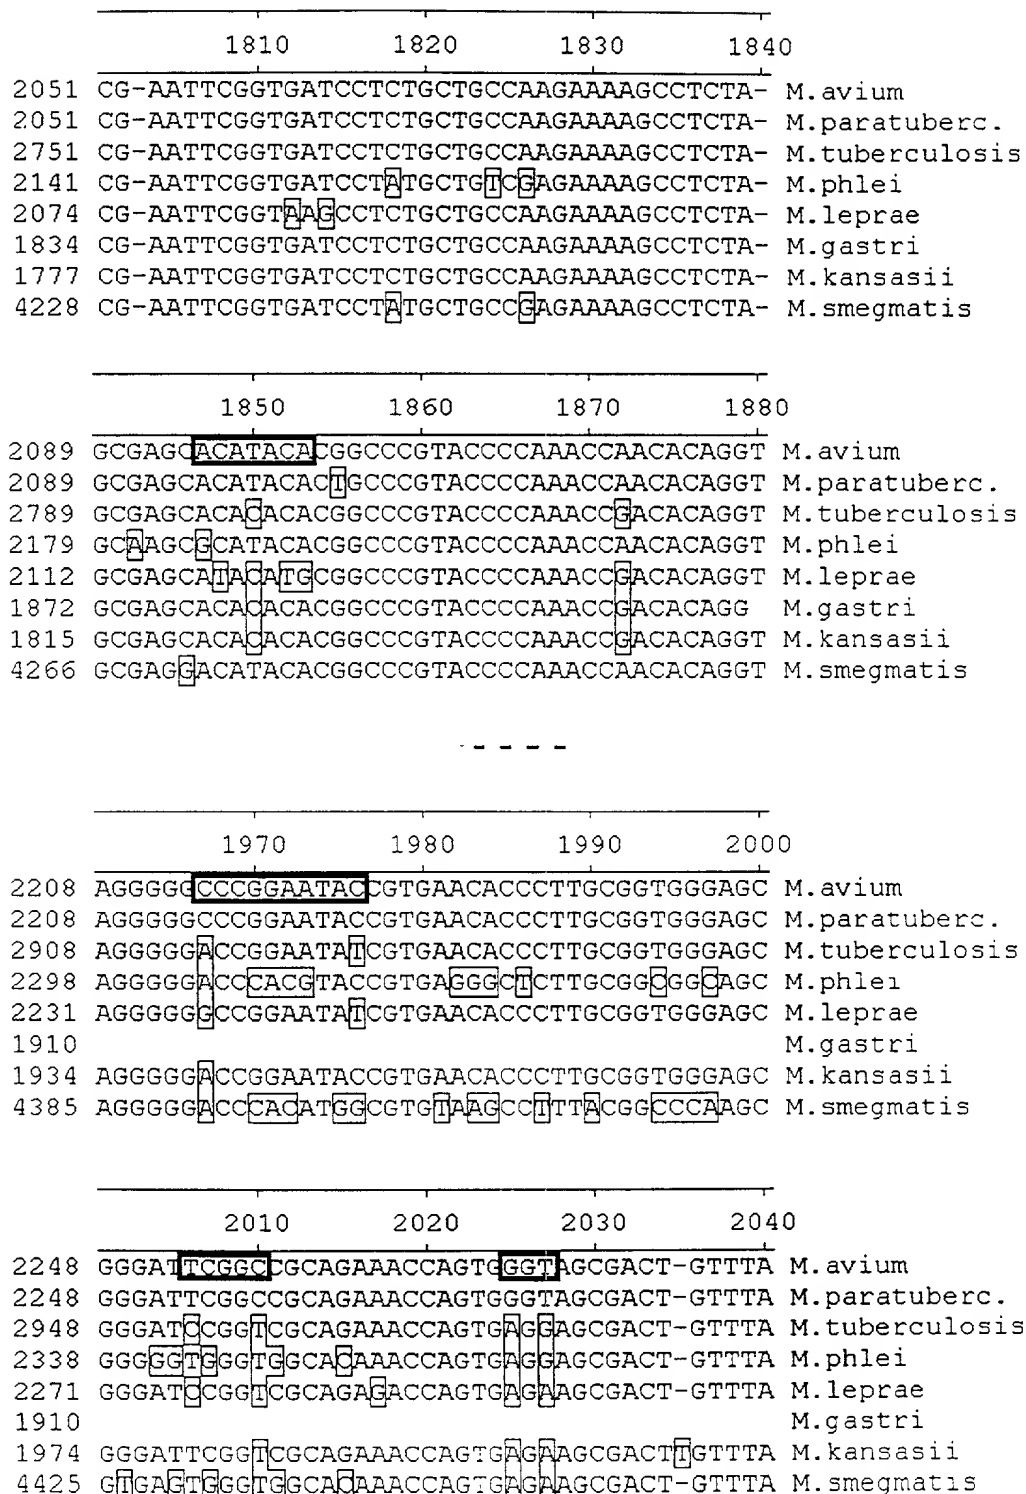 1810 1820 1830 1840
2051 CG-AATTCGGTGATCCTCTGCTGCCAAGAAAAGCCTCTA- M.avium
2051 CG-AATTCGGTGATCCTCTGCTGCCAAGAAAAGCCTCTA- M.paratuberc.
2751 CG-AATTCGGTGATCCTCTGCTGCCAAGAAAAGCCTCTA- M.tuberculosis
2141 CG-AATTCGGTGATCCTATGCTGTCGAGAAAAGCCTCTA- M.phlei
2074 CG-AATTCGGTAAGCCTCTGCTGCCAAGAAAAGCCTCTA- M.leprae
1834 CG-AATTCGGTGATCCTCTGCTGCCAAGAAAAGCCTCTA- M.gastri
1777 CG-AATTCGGTGATCCTCTGCTGCCAAGAAAAGCCTCTA- M.kansasii
4228 CG-AATTCGGTGATCCTATGCTGCCGAGAAAAGCCTCTA- M.smegmatis
1850 1860 1870 1880
2089 GCGAGCACATACACGGCCCGTACCCCAAACCAACACAGGT M.avium
2089 GCGAGCACATACACTGCCCGTACCCCAAACCAACACAGGT M.paratuberc.
2789 GCGAGCACACACACGGCCCGTACCCCAAACCGACACAGGT M.tuberculosis
2179 GCAAGCGCATACACGGCCCGTACCCCAAACCAACACAGGT M.phlei
2112 GCGAGCATACATGCGGCCCGTACCCCAAACCGACACAGGT M.leprae
1872 GCGAGCACACACACGGCCCGTACCCCAAACCGACACAGG M.gastri
1815 GCGAGCACACACACGGCCCGTACCCCAAACCGACACAGGT M.kansasii
4266 GCGAGGACATACACGGCCCGTACCCCAAACCAACACAGGT M.smegmatis
- - - -
1970 1980 1990 2000
2208 AGGGGGCCCGGAATACCGTGAACACCCTTGCGGTGGGAGC M.avium
2208 AGGGGGCCCGGAATACCGTGAACACCCTTGCGGTGGGAGC M.paratuberc.
2908 AGGGGGACCGGAATATCGTGAACACCCTTGCGGTGGGAGC M.tuberculosis
2298 AGGGGGACCCACGTACCGTGAGGGCTCTTGCGGCGGCAGC M.phlei
2231 AGGGGGGCCGGAATATCGTGAACACCCTTGCGGTGGGAGC M.leprae
1910 M.gastri
1934 AGGGGGACCGGAATACCGTGAACACCCTTGCGGTGGGAGC M.kansasii
4385 AGGGGGACCCACATGGCGTGTAAGCCTTTACGGCCCAAGC M.smegmatis
2010 2020 2030 2040
2248 GGGATTCGGCCGCAGAAACCAGTGGGTAGCGACT-GTTTA M.avium
2248 GGGATTCGGCCGCAGAAACCAGTGGGTAGCGACT-GTTTA M.paratuberc.
2948 GGGATCCGGTCGCAGAAACCAGTGAGGAGCGACT-GTTTA M.tuberculosis
2338 GGGGGTGGGTGGCACAAACCAGTGAGGAGCGACT-GTTTA M.phlei
2271 GGGATCCGGTCGCAGAGACCAGTGAGAAGCGACT-GTTTA M.leprae
1910 M.gastri
1974 GGGATTCGGTCGCAGAAACCAGTGAGAAGCGACTTGTTTA M.kansasii
4425 GTGAGTGGGTGGCACAAACCAGTGAGAAGCGACT-GTTTA M.smegmatis